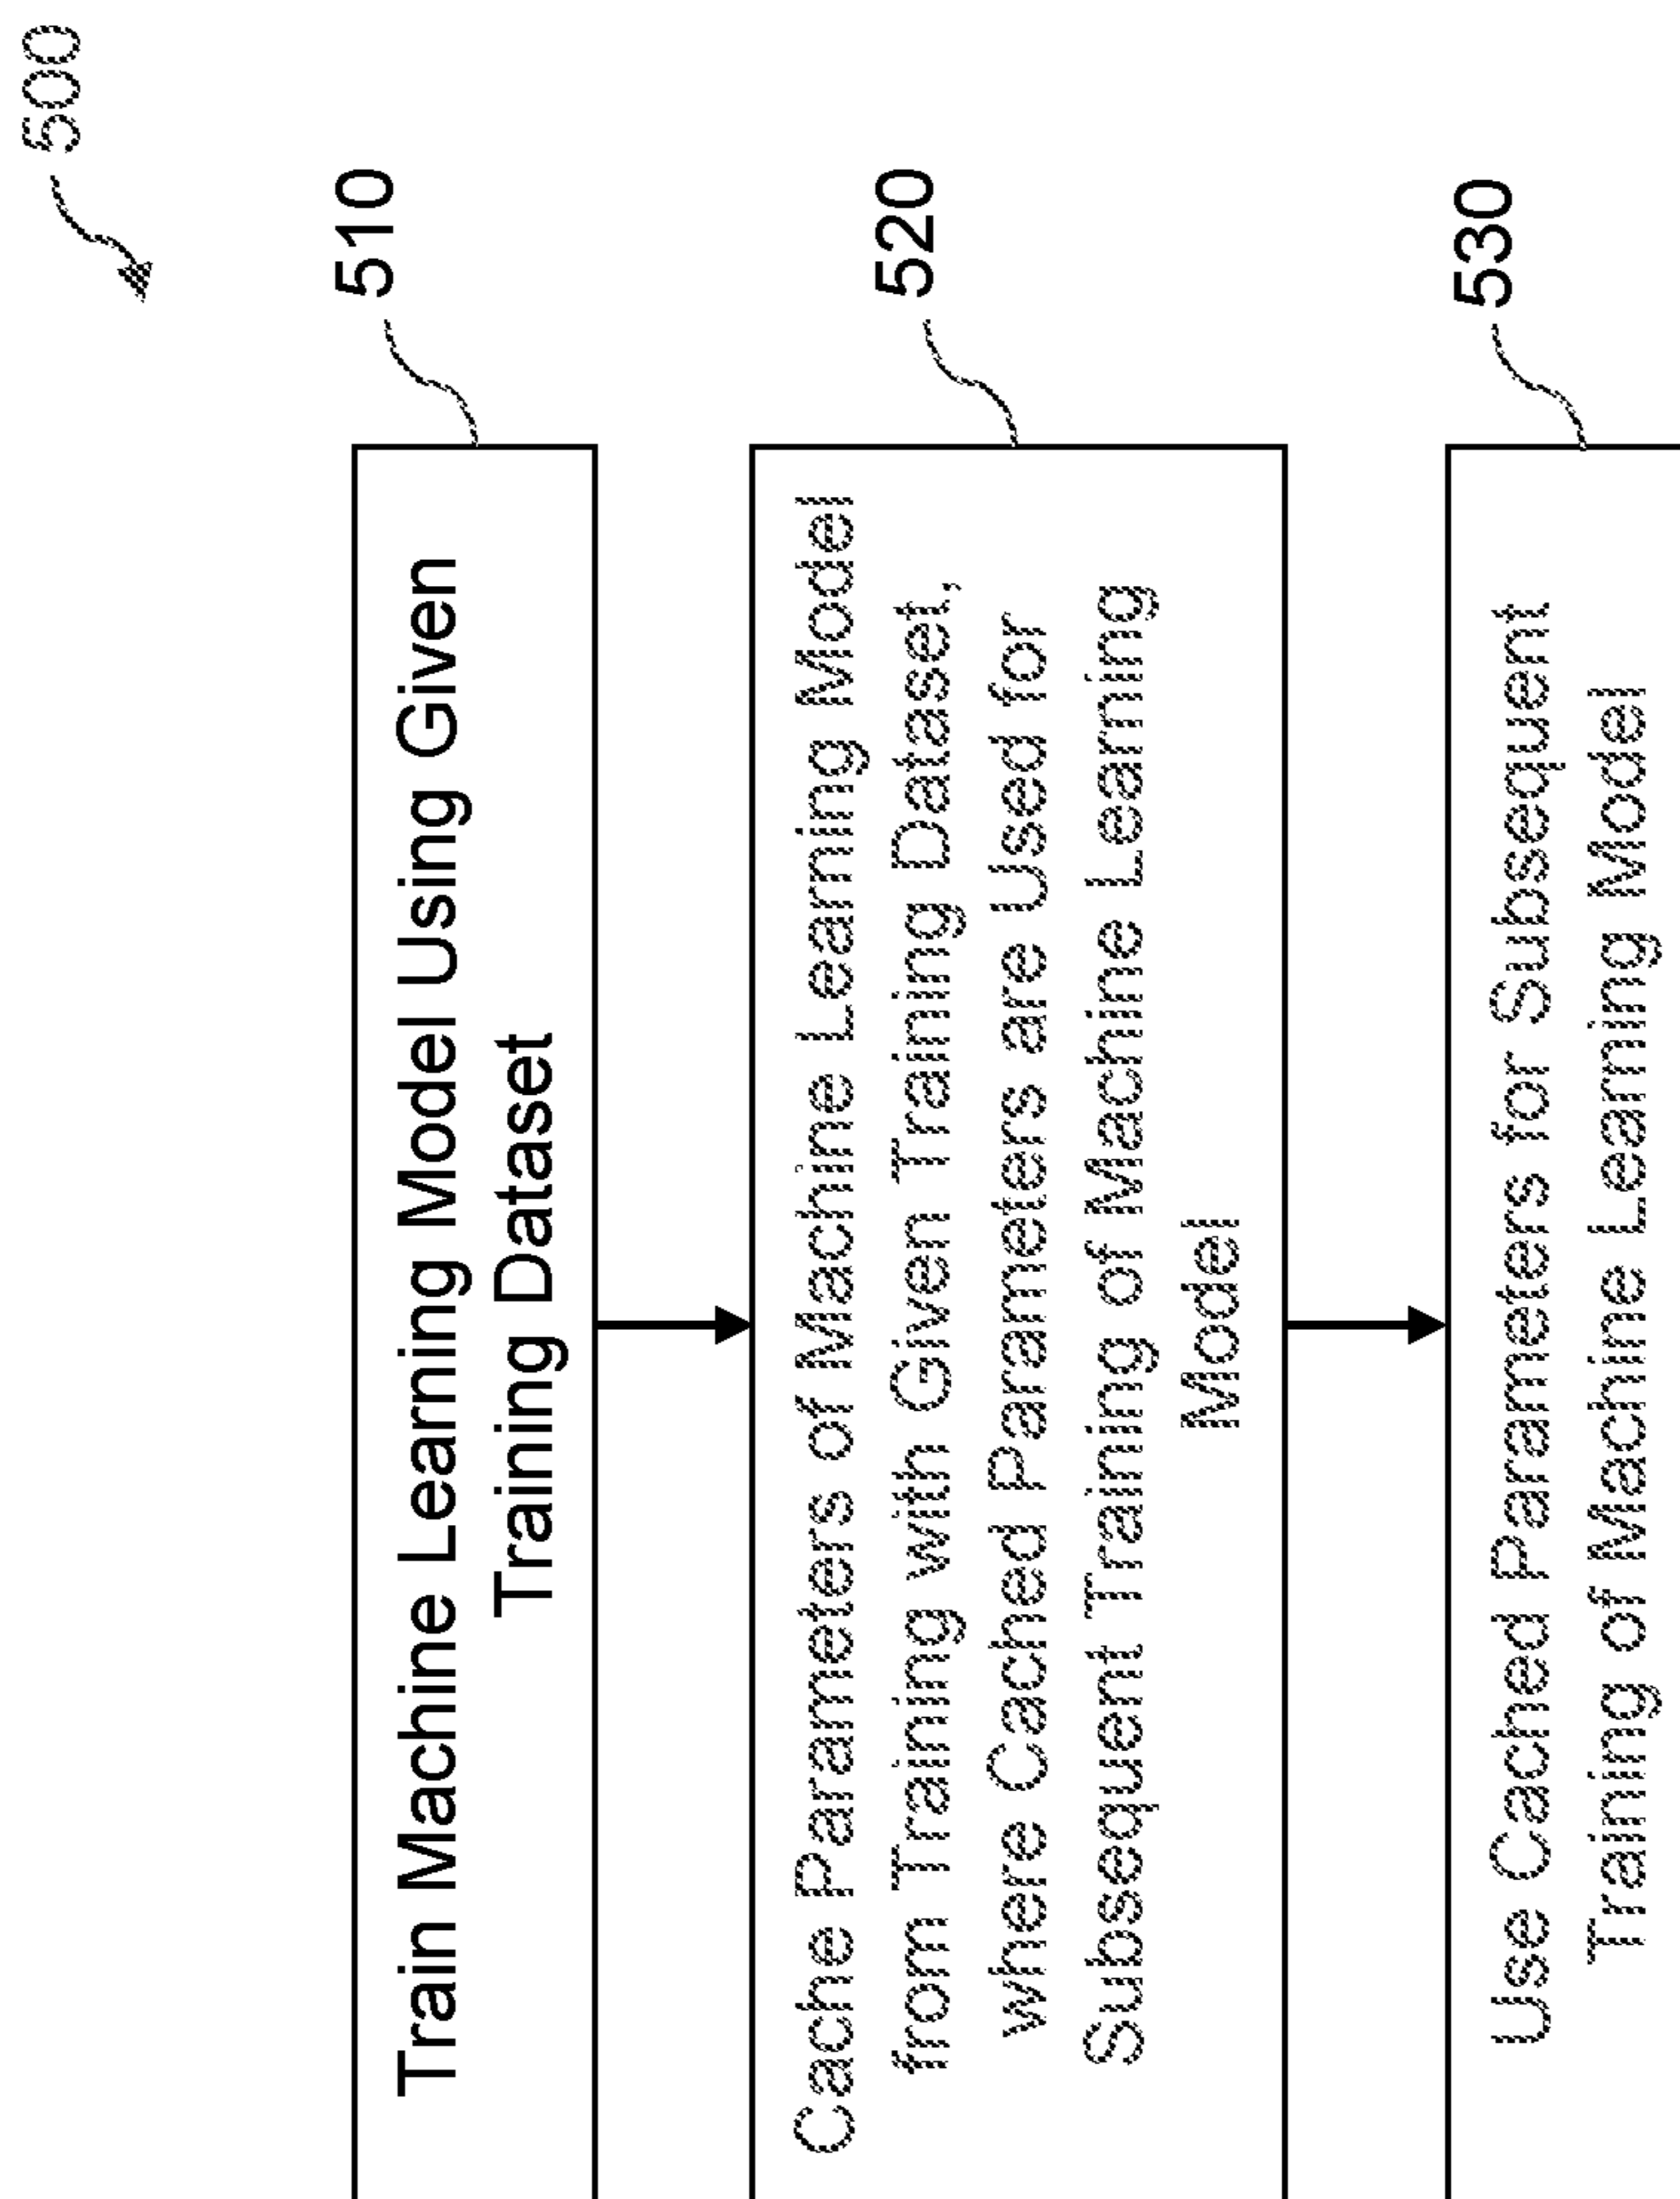 500
510
Train Machine Learning Model Using Given
Training Dataset
520
Cache Parameters of Machine Learning Model
from Training with Given Training Dataset,
where Cached Parameters are Used for
Subsequent Training of Machine Learning
Model
530
Use Cached Parameters for Subsequent
Training of Machine Learning Model